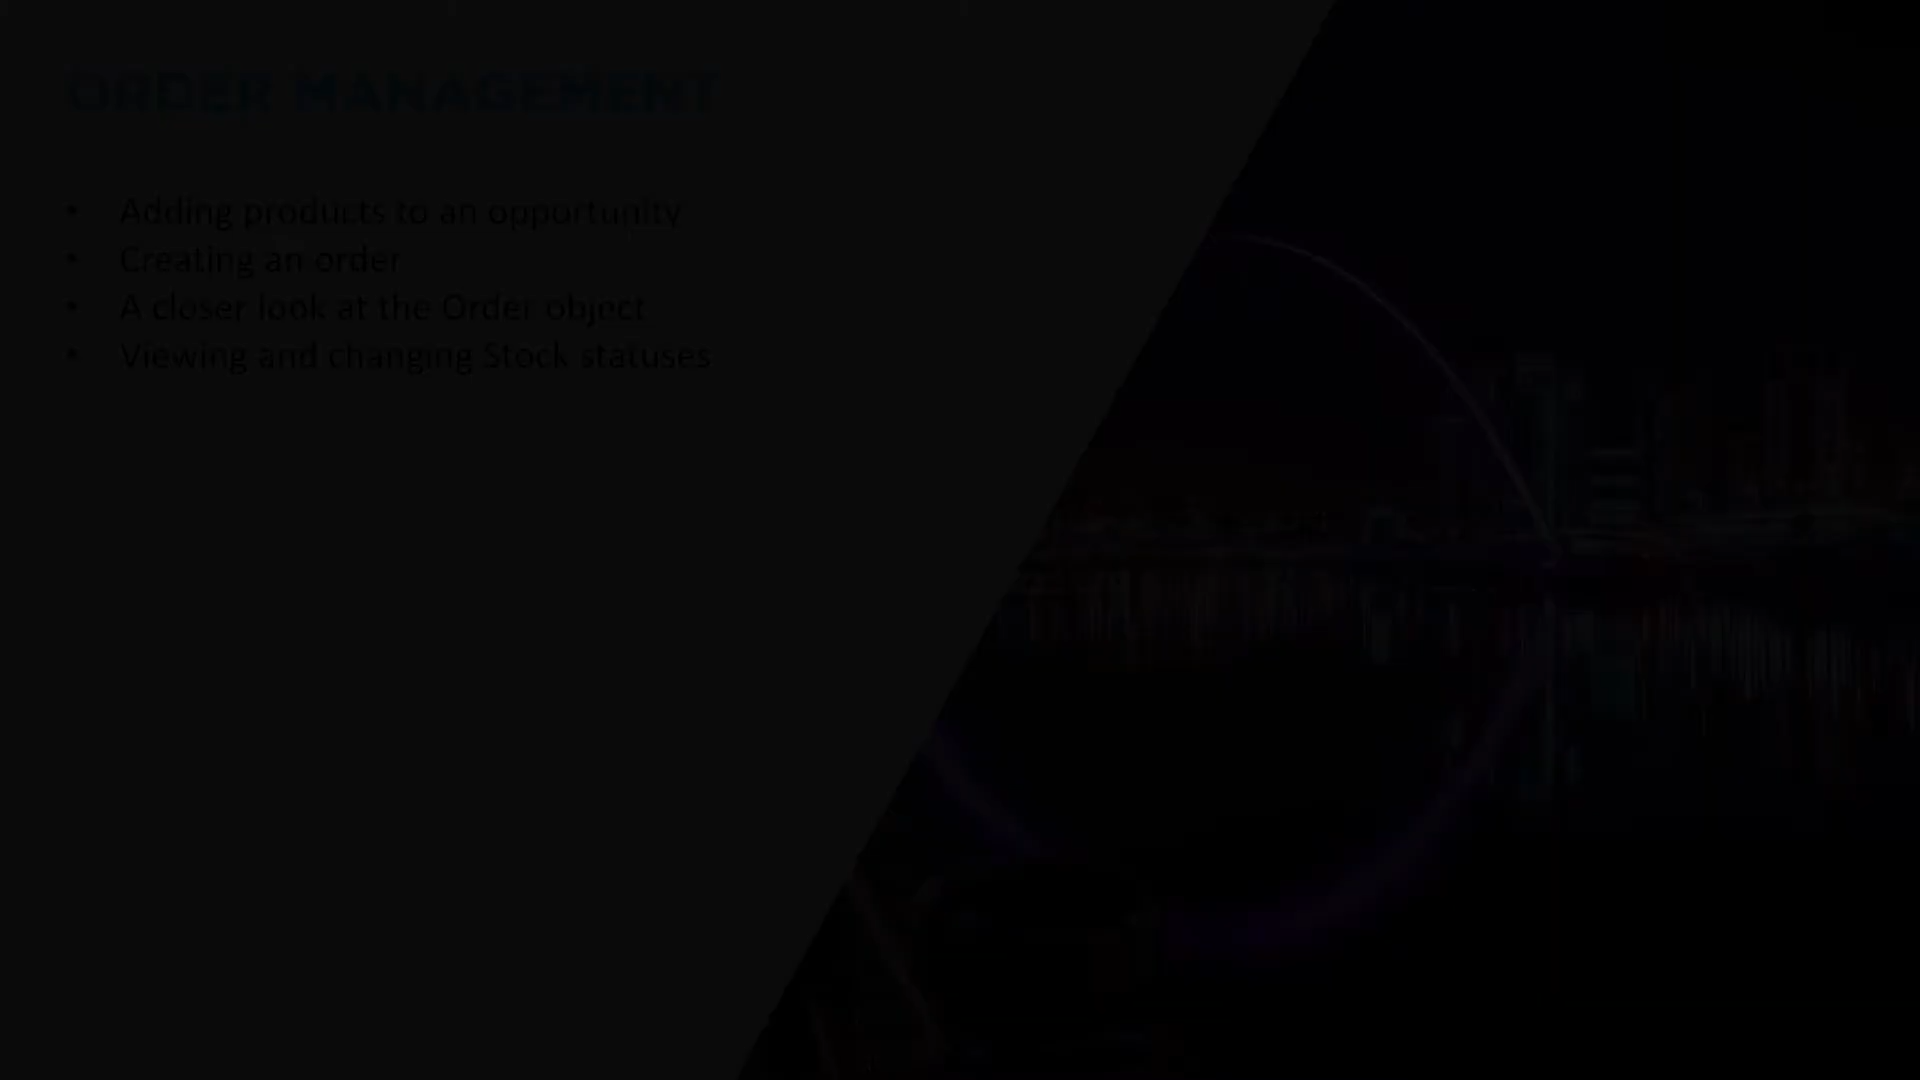 ORDER MANAGEMENT
• Adding products to an opportunity
• Creating an order
• A closer look at the Order object
• Viewing and changing Stock statuses